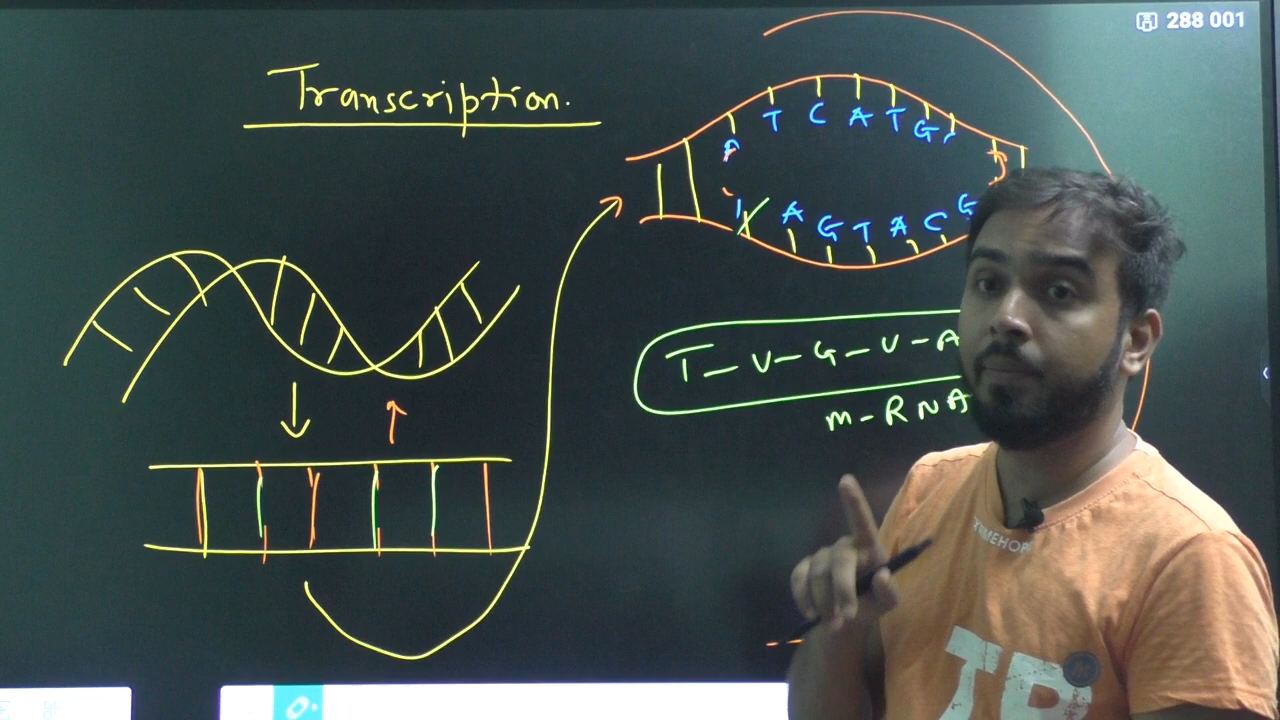 288 001
Transcription.
T C A T G
A G T A C G
T-U-G-U-A
m-RNA